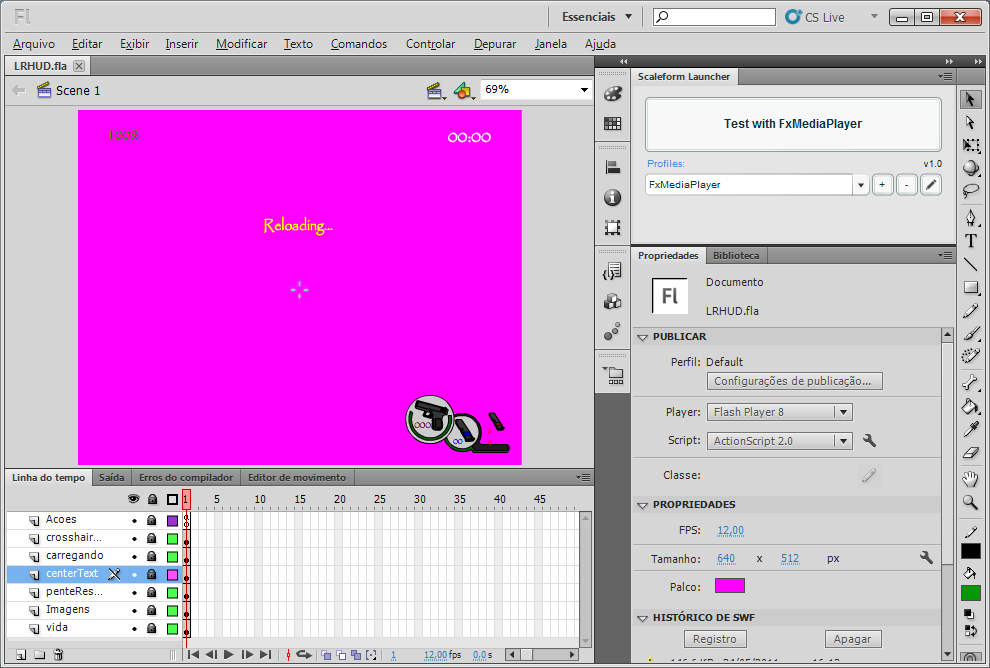 Fl Essenciais CS Live
Arquivo Editar Exibir Inserir Modificar Texto Comandos Controlar Depurar Janela Ajuda
LRHUD.fla
Scene 1 69%
Scaleform Launcher
Test with FxMediaPlayer
Profiles: v1.0
FxMediaPlayer + -
100% 00:00
Reloading...
Propriedades Biblioteca
Fl Documento
LRHUD.fla
PUBLICAR
Perfil: Default
Configurações de publicação...
Player: Flash Player 8
Script: ActionScript 2.0
Classe:
PROPRIEDADES
FPS: 12,00
Tamanho: 640 x 512 px
Palco:
HISTÓRICO DE SWF
Registro Apagar
Linha do tempo Saída Erros do compilador Editor de movimento
1 5 10 15 20 25 30 35 40 45
Acoes
crosshair...
carregando
centerText
penteRes...
Imagens
vida
1 12,00 fps 0,0 s